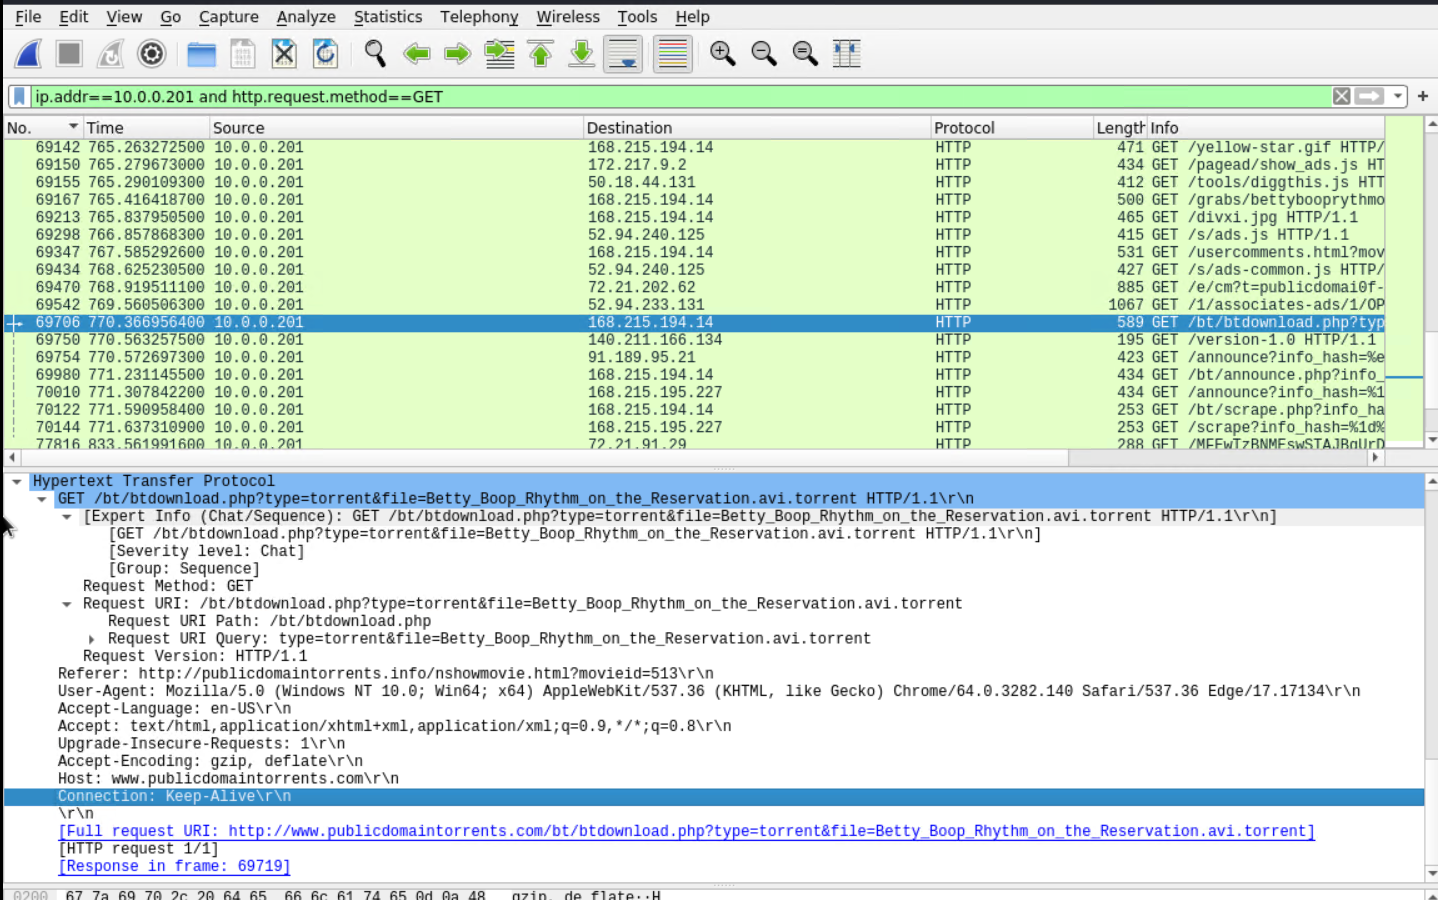 File Edit View Go Capture Analyze Statistics Telephony Wireless Tools Help
ip.addr==10.0.0.201 and http.request.method==GET
No. Time Source Destination Protocol Length Info
69142 765.263272500 10.0.0.201 168.215.194.14 HTTP 471 GET /yellow-star.gif HTTP/
69150 765.279673000 10.0.0.201 172.217.9.2 HTTP 434 GET /pagead/show_ads.js HT
69155 765.290109300 10.0.0.201 50.18.44.131 HTTP 412 GET /tools/diggthis.js HTT
69167 765.416418700 10.0.0.201 168.215.194.14 HTTP 500 GET /grabs/bettybooprythmo
69213 765.837950500 10.0.0.201 168.215.194.14 HTTP 465 GET /divxi.jpg HTTP/1.1
69298 766.857868300 10.0.0.201 52.94.240.125 HTTP 415 GET /s/ads.js HTTP/1.1
69347 767.585292600 10.0.0.201 168.215.194.14 HTTP 531 GET /usercomments.html?mov
69434 768.625230500 10.0.0.201 52.94.240.125 HTTP 427 GET /s/ads-common.js HTTP/
69470 768.919511100 10.0.0.201 72.21.202.62 HTTP 885 GET /e/cm?t=publicdomai0f-
69542 769.560506300 10.0.0.201 52.94.233.131 HTTP 1067 GET /1/associates-ads/1/OP
69706 770.366956400 10.0.0.201 168.215.194.14 HTTP 589 GET /bt/btdownload.php?typ
69750 770.563257500 10.0.0.201 140.211.166.134 HTTP 195 GET /version-1.0 HTTP/1.1
69754 770.572697300 10.0.0.201 91.189.95.21 HTTP 423 GET /announce?info_hash=%e
69980 771.231145500 10.0.0.201 168.215.194.14 HTTP 434 GET /bt/announce.php?info_
70010 771.307842200 10.0.0.201 168.215.195.227 HTTP 434 GET /announce?info_hash=%1
70122 771.590958400 10.0.0.201 168.215.194.14 HTTP 253 GET /bt/scrape.php?info_ha
70144 771.637310900 10.0.0.201 168.215.195.227 HTTP 253 GET /scrape?info_hash=%1d%
77816 833.561991600 10.0.0.201 72.21.91.29 HTTP 288 GET /MFEwTzBNMEswSTAJBgUrD
Hypertext Transfer Protocol
GET /bt/btdownload.php?type=torrent&file=Betty_Boop_Rhythm_on_the_Reservation.avi.torrent HTTP/1.1\r\n
[Expert Info (Chat/Sequence): GET /bt/btdownload.php?type=torrent&file=Betty_Boop_Rhythm_on_the_Reservation.avi.torrent HTTP/1.1\r\n]
[GET /bt/btdownload.php?type=torrent&file=Betty_Boop_Rhythm_on_the_Reservation.avi.torrent HTTP/1.1\r\n]
[Severity level: Chat]
[Group: Sequence]
Request Method: GET
Request URI: /bt/btdownload.php?type=torrent&file=Betty_Boop_Rhythm_on_the_Reservation.avi.torrent
Request URI Path: /bt/btdownload.php
Request URI Query: type=torrent&file=Betty_Boop_Rhythm_on_the_Reservation.avi.torrent
Request Version: HTTP/1.1
Referer: http://publicdomaintorrents.info/nshowmovie.html?movieid=513\r\n
User-Agent: Mozilla/5.0 (Windows NT 10.0; Win64; x64) AppleWebKit/537.36 (KHTML, like Gecko) Chrome/64.0.3282.140 Safari/537.36 Edge/17.17134\r\n
Accept-Language: en-US\r\n
Accept: text/html,application/xhtml+xml,application/xml;q=0.9,*/*;q=0.8\r\n
Upgrade-Insecure-Requests: 1\r\n
Accept-Encoding: gzip, deflate\r\n
Host: www.publicdomaintorrents.com\r\n
Connection: Keep-Alive\r\n
\r\n
[Full request URI: http://www.publicdomaintorrents.com/bt/btdownload.php?type=torrent&file=Betty_Boop_Rhythm_on_the_Reservation.avi.torrent]
[HTTP request 1/1]
[Response in frame: 69719]
0200 67 7a 69 70 2c 20 64 65 66 6c 61 74 65 0d 0a 48 gzip, de flate··H